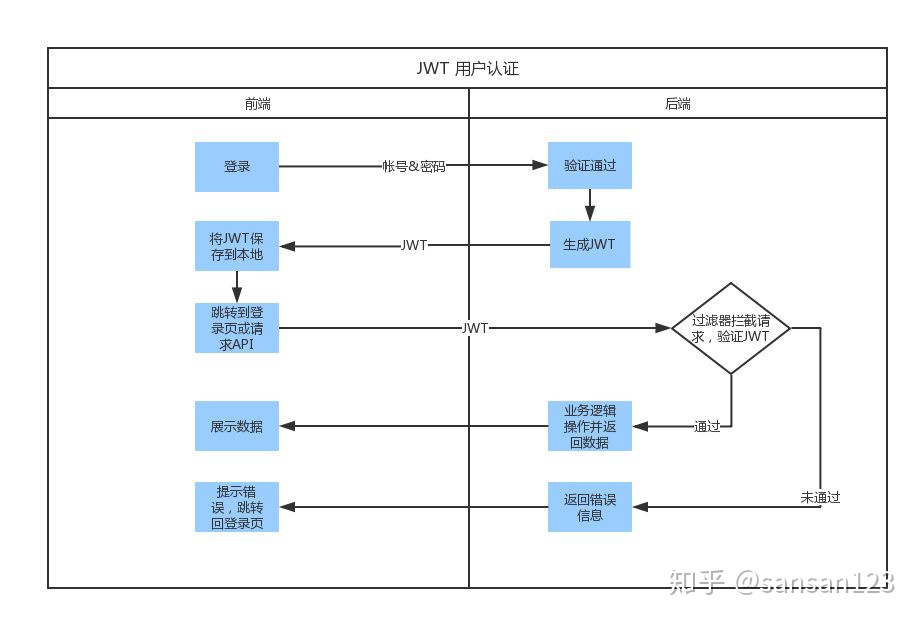 JWT 用户认证
前端
后端
登录
帐号&密码
验证通过
将JWT保
存到本地
JWT
生成JWT
跳转到登
录页或请
求API
JWT
过滤器拦截请
求，验证JWT
展示数据
业务逻辑
操作并返
回数据
通过
提示错
误，跳转
回登录页
返回错误
信息
未通过
知乎 @sansan123